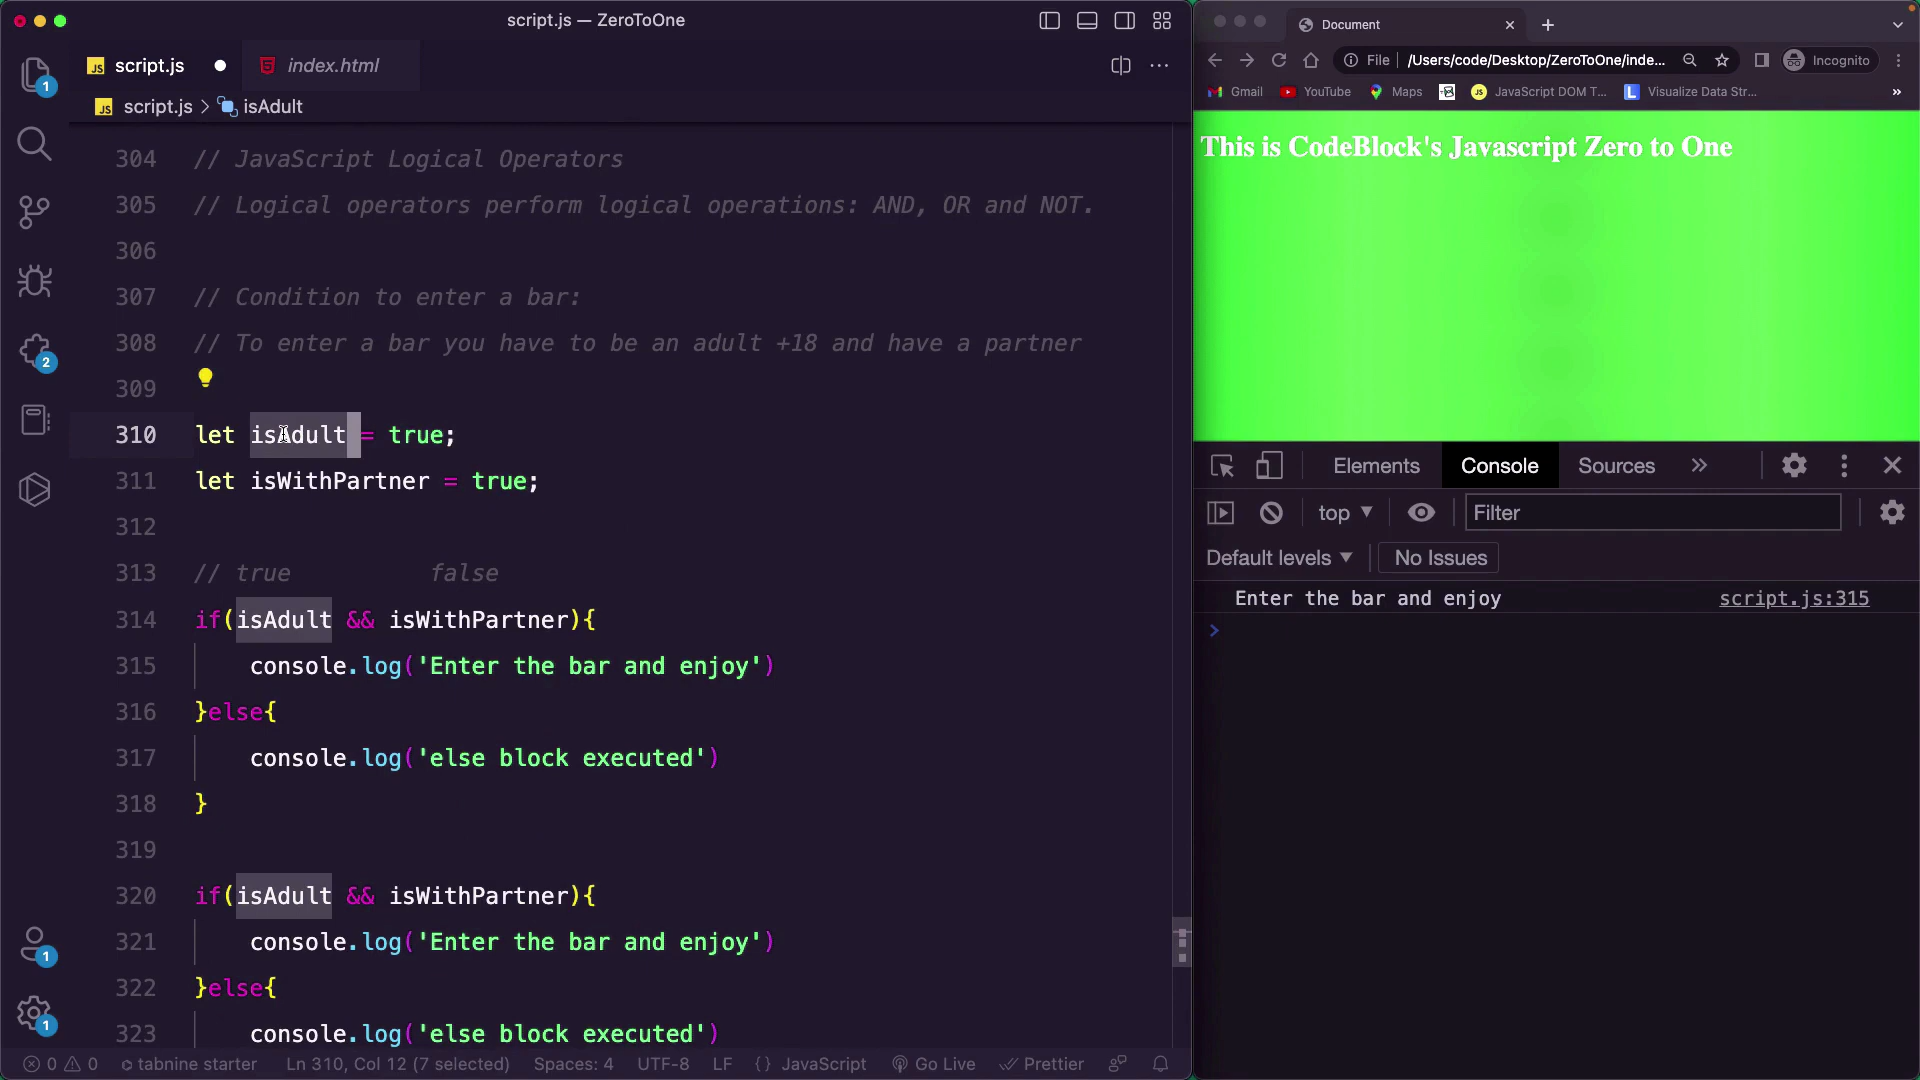 script.js — ZeroToOne
script.js
index.html
script.js > isAdult
304 // JavaScript Logical Operators
305 // Logical operators perform logical operations: AND, OR and NOT.
306
307 // Condition to enter a bar:
308 // To enter a bar you have to be an adult +18 and have a partner
309
310 let isAdult = true;
311 let isWithPartner = true;
312
313 // true          false
314 if(isAdult && isWithPartner){
315     console.log('Enter the bar and enjoy')
316 }else{
317     console.log('else block executed')
318 }
319
320 if(isAdult && isWithPartner){
321     console.log('Enter the bar and enjoy')
322 }else{
323     console.log('else block executed')
1
2
1
1
0 0 tabnine starter Ln 310, Col 12 (7 selected) Spaces: 4 UTF-8 LF {} JavaScript Go Live Prettier
Document
File /Users/code/Desktop/ZeroToOne/inde... Incognito
Gmail YouTube Maps JavaScript DOM T... Visualize Data Str... »
This is CodeBlock's Javascript Zero to One
Elements Console Sources »
top Filter
Default levels No Issues
Enter the bar and enjoy script.js:315
>